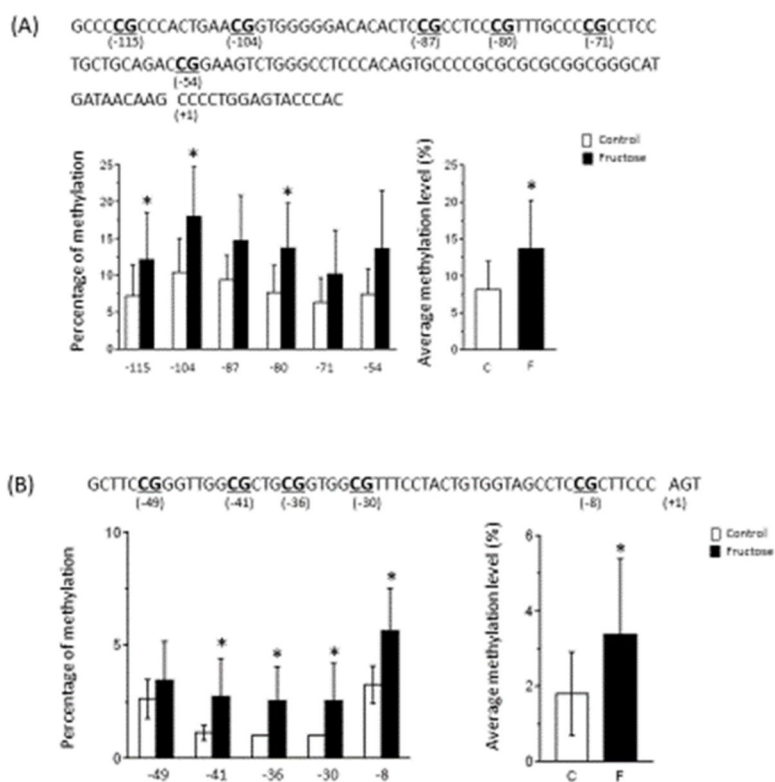 (A)
GCCCCGCCCACTGAACGGTGGGGGACACACTCCGCCTCCCGTTTGCCCCGCCTCC
(-115) (-104) (-87) (-80) (-71)
TGCTGCAGACCGGAAGTCTGGGCCTCCCACAGTGCCCCGCGCGCGCGGCGGGCAT
(-54)
GATAACAAG CCCCTGGAGTACCCAC
(+1)
Control
Fructose
Percentage of methylation
25
20
15
10
5
0
* * *
-115 -104 -87 -80 -71 -54
Average methylation level (%)
25
20
15
10
5
0
*
C F
(B)
GCTTCCGGGTTGGCGCTGCGGTGGCGTTTCCTACTGTGGTAGCCTCCGCTTCCC AGT
(-49) (-41) (-36) (-30) (-8) (+1)
Control
Fructose
Percentage of methylation
10
5
0
* * * *
-49 -41 -36 -30 -8
Average methylation level (%)
6
4
2
0
*
C F